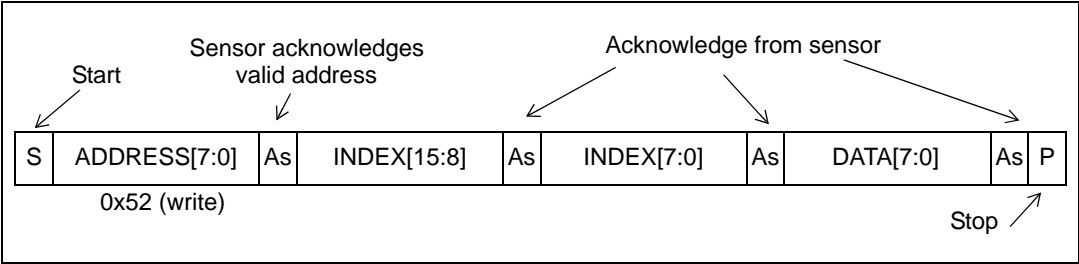 Sensor acknowledges
valid address
Acknowledge from sensor
Start
S ADDRESS[7:0] As INDEX[15:8] As INDEX[7:0] As DATA[7:0] As P
0x52 (write)
Stop